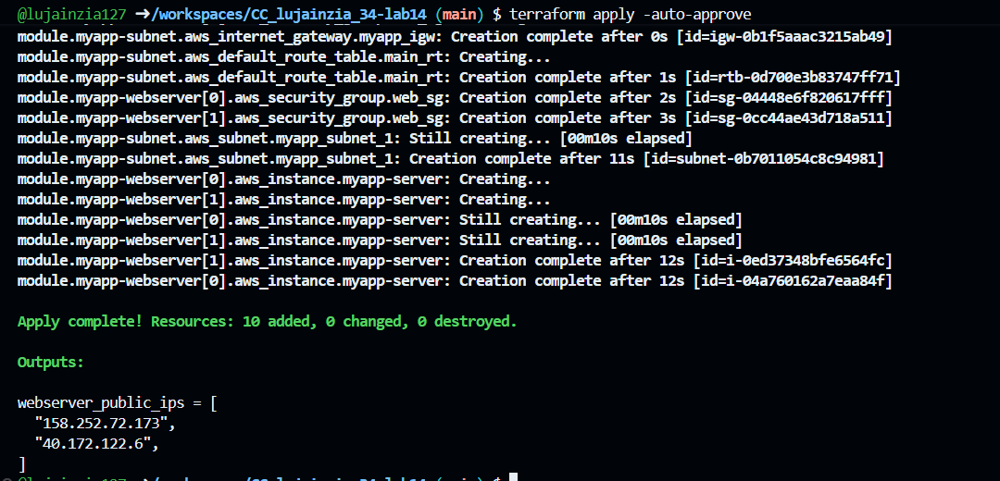 @lujainzia127 ➜/workspaces/CC_lujainzia_34-lab14 (main) $ terraform apply -auto-approve
module.myapp-subnet.aws_internet_gateway.myapp_igw: Creation complete after 0s [id=igw-0b1f5aaac3215ab49]
module.myapp-subnet.aws_default_route_table.main_rt: Creating...
module.myapp-subnet.aws_default_route_table.main_rt: Creation complete after 1s [id=rtb-0d700e3b83747ff71]
module.myapp-webserver[0].aws_security_group.web_sg: Creation complete after 2s [id=sg-04448e6f820617fff]
module.myapp-webserver[1].aws_security_group.web_sg: Creation complete after 3s [id=sg-0cc44ae43d718a511]
module.myapp-subnet.aws_subnet.myapp_subnet_1: Still creating... [00m10s elapsed]
module.myapp-subnet.aws_subnet.myapp_subnet_1: Creation complete after 11s [id=subnet-0b7011054c8c94981]
module.myapp-webserver[0].aws_instance.myapp-server: Creating...
module.myapp-webserver[1].aws_instance.myapp-server: Creating...
module.myapp-webserver[0].aws_instance.myapp-server: Still creating... [00m10s elapsed]
module.myapp-webserver[1].aws_instance.myapp-server: Still creating... [00m10s elapsed]
module.myapp-webserver[1].aws_instance.myapp-server: Creation complete after 12s [id=i-0ed37348bfe6564fc]
module.myapp-webserver[0].aws_instance.myapp-server: Creation complete after 12s [id=i-04a760162a7eaa84f]
Apply complete! Resources: 10 added, 0 changed, 0 destroyed.
Outputs:
webserver_public_ips = [
"158.252.72.173",
"40.172.122.6",
]